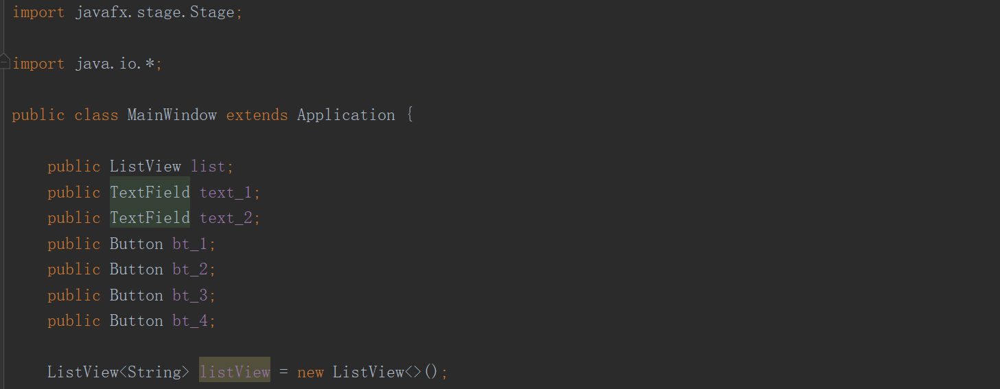 import javafx.stage.Stage;
import java.io.*;
public class MainWindow extends Application {
public ListView list;
public TextField text_1;
public TextField text_2;
public Button bt_1;
public Button bt_2;
public Button bt_3;
public Button bt_4;
ListView<String> listView = new ListView<>();